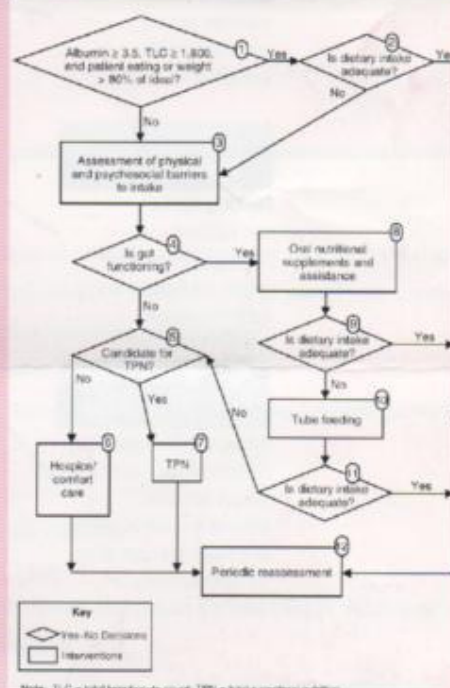 1
Albumin ≥ 3.5, TLC ≥ 1,800,
and patient eating or weight
> 80% of ideal?
Yes
2
Is dietary intake
adequate?
Yes
No
No
3
Assessment of physical
and psychosocial barriers
to intake
4
Is gut
functioning?
Yes
8
Oral nutritional
supplements and
assistance
No
5
Candidate for
TPN?
9
Is dietary intake
adequate?
Yes
No
Yes
No
No
10
Tube feeding
6
Hospice/
comfort
care
7
TPN
11
Is dietary intake
adequate?
Yes
12
Periodic reassessment
Key
Yes-No Decisions
Interventions
Note. TLC = total